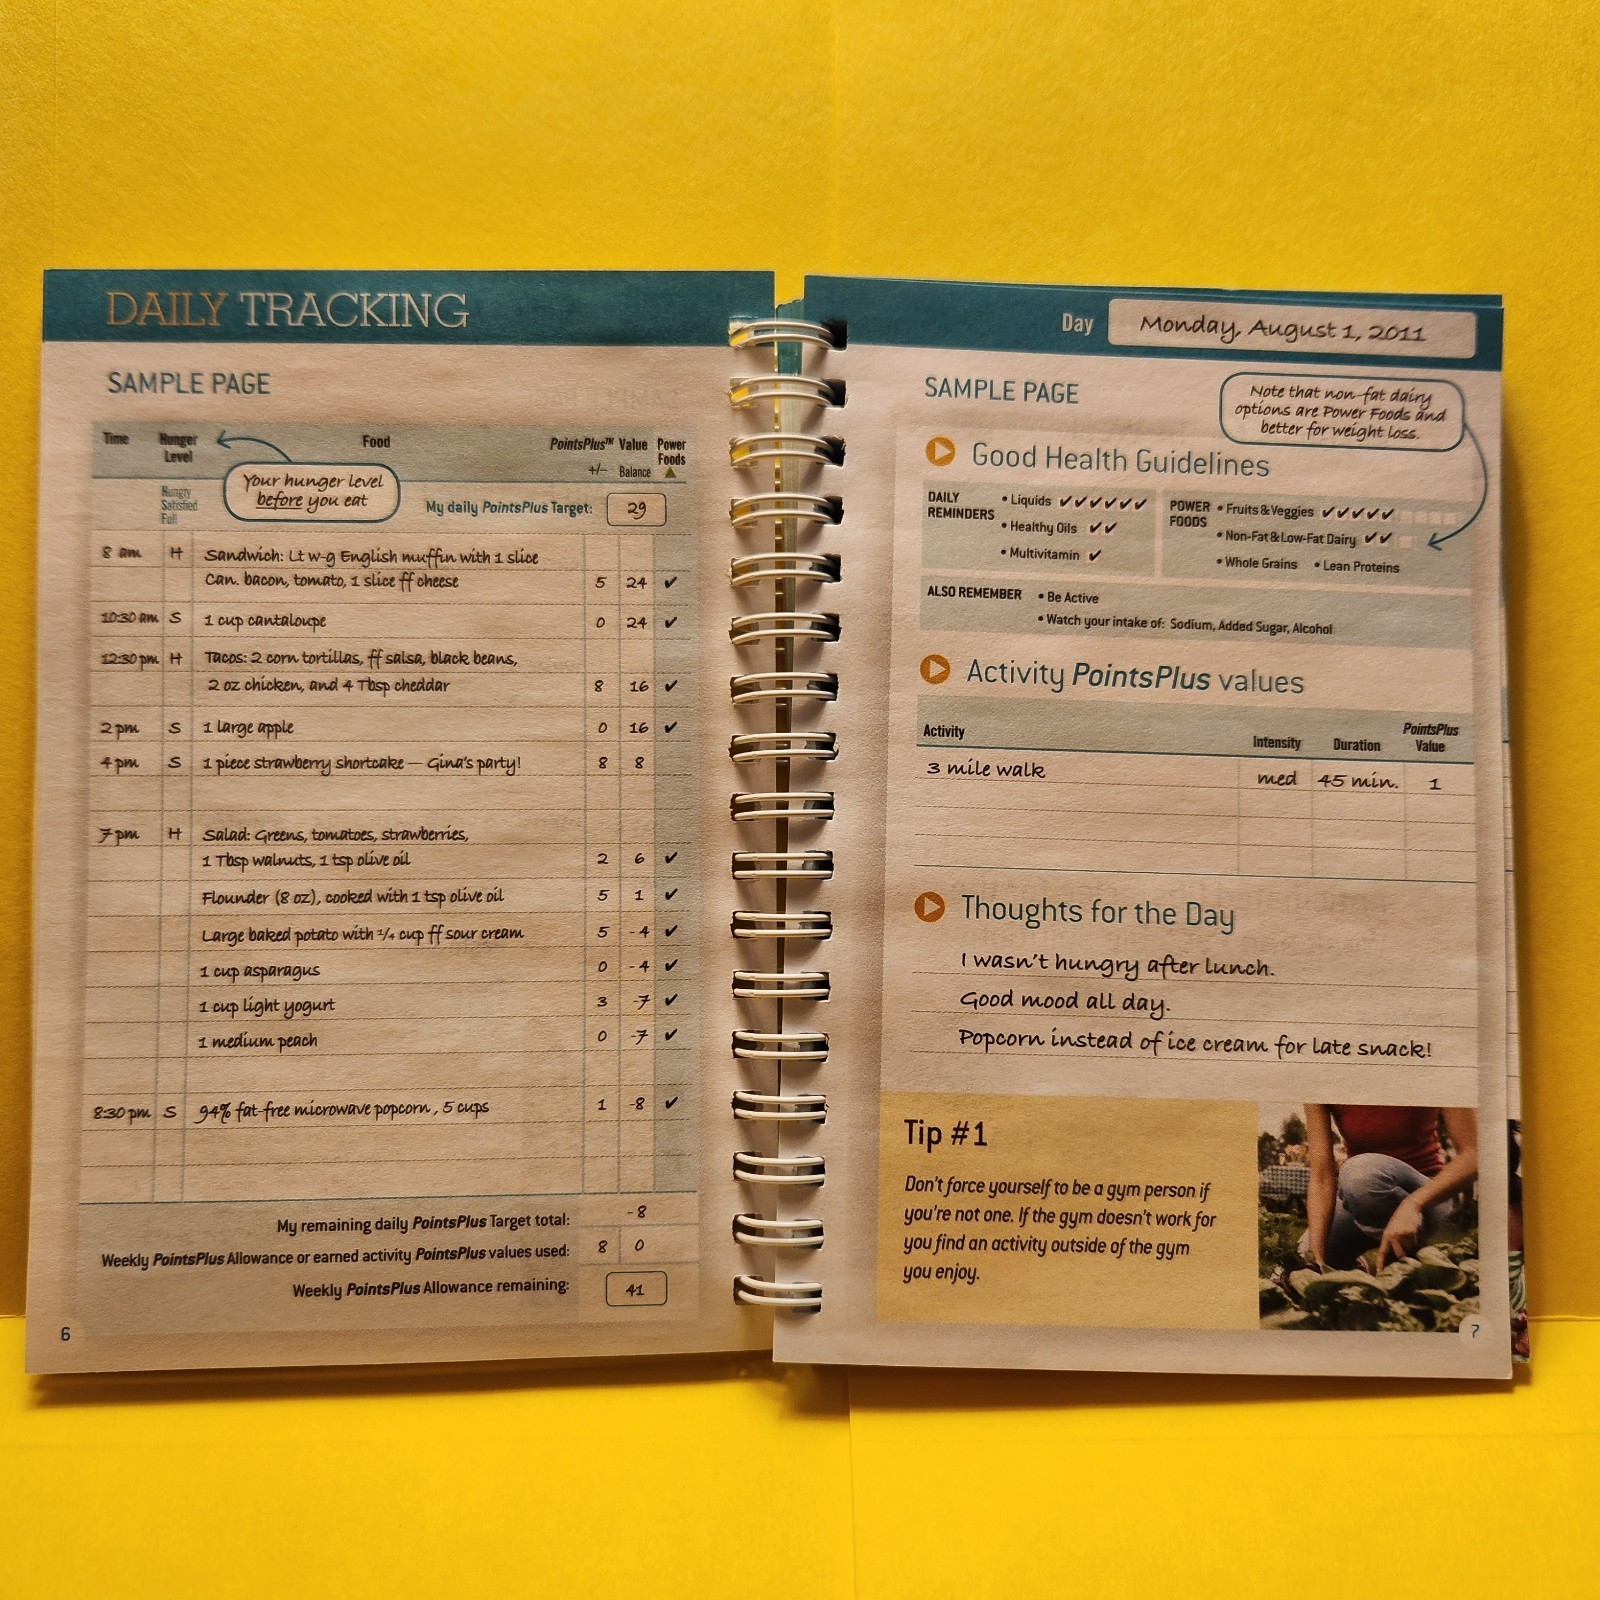 DAILY TRACKING
SAMPLE PAGE
Time Hunger Level Food PointsPlus™ Value Power Foods
+/- Balance
Hungry
Satisfied
Full
Your hunger level
before you eat
My daily PointsPlus Target: 29
8 am H Sandwich: Lt w-g English muffin with 1 slice
Can. bacon, tomato, 1 slice ff cheese 5 24 ✔
10:30 am S 1 cup cantaloupe 0 24 ✔
12:30 pm H Tacos: 2 corn tortillas, ff salsa, black beans,
2 oz chicken, and 4 Tbsp cheddar 8 16 ✔
2 pm S 1 large apple 0 16 ✔
4 pm S 1 piece strawberry shortcake — Gina's party! 8 8
7 pm H Salad: Greens, tomatoes, strawberries,
1 Tbsp walnuts, 1 tsp olive oil 2 6 ✔
Flounder (8 oz), cooked with 1 tsp olive oil 5 1 ✔
Large baked potato with 1/4 cup ff sour cream 5 -4 ✔
1 cup asparagus 0 -4 ✔
1 cup light yogurt 3 -7 ✔
1 medium peach 0 -7 ✔
8:30 pm S 94% fat-free microwave popcorn, 5 cups 1 -8 ✔
My remaining daily PointsPlus Target total: -8
Weekly PointsPlus Allowance or earned activity PointsPlus values used: 8 0
Weekly PointsPlus Allowance remaining: 41
6
Day Monday, August 1, 2011
SAMPLE PAGE
Note that non-fat dairy
options are Power Foods and
better for weight loss.
Good Health Guidelines
DAILY REMINDERS
• Liquids ✔✔✔✔✔✔
• Healthy Oils ✔✔
• Multivitamin ✔
POWER FOODS
• Fruits & Veggies ✔✔✔✔✔
• Non-Fat & Low-Fat Dairy ✔✔
• Whole Grains • Lean Proteins
ALSO REMEMBER • Be Active
• Watch your intake of: Sodium, Added Sugar, Alcohol
Activity PointsPlus values
Activity Intensity Duration PointsPlus Value
3 mile walk med 45 min. 1
Thoughts for the Day
I wasn't hungry after lunch.
Good mood all day.
Popcorn instead of ice cream for late snack!
Tip #1
Don't force yourself to be a gym person if
you're not one. If the gym doesn't work for
you find an activity outside of the gym
you enjoy.
7